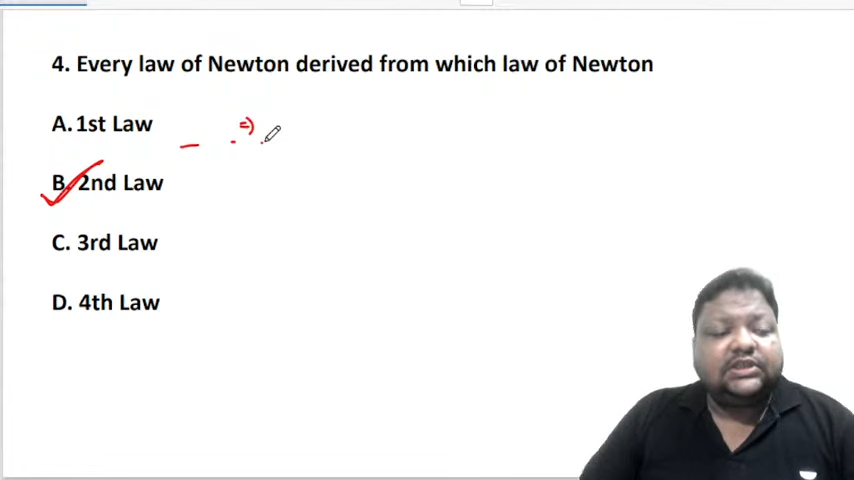 4. Every law of Newton derived from which law of Newton
A. 1st Law
B. 2nd Law
C. 3rd Law
D. 4th Law